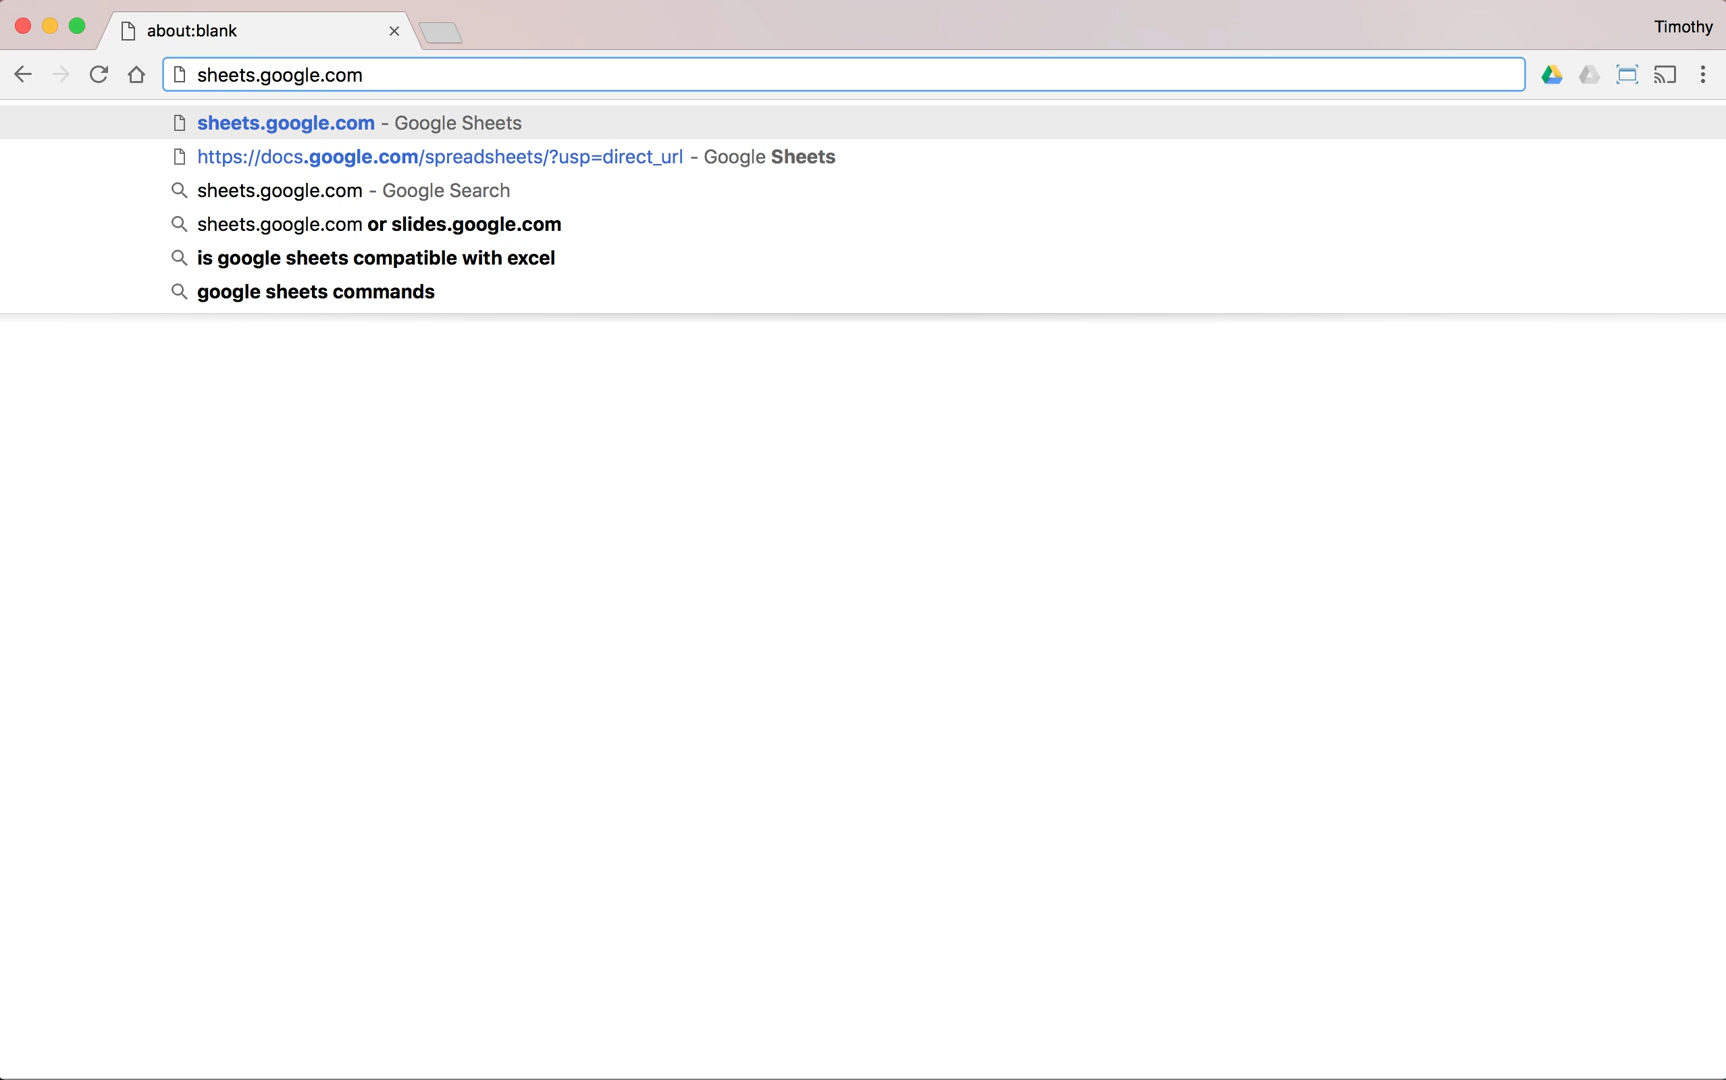 about:blank
Timothy
sheets.google.com
sheets.google.com - Google Sheets
https://docs.google.com/spreadsheets/?usp=direct_url - Google Sheets
sheets.google.com - Google Search
sheets.google.com or slides.google.com
is google sheets compatible with excel
google sheets commands